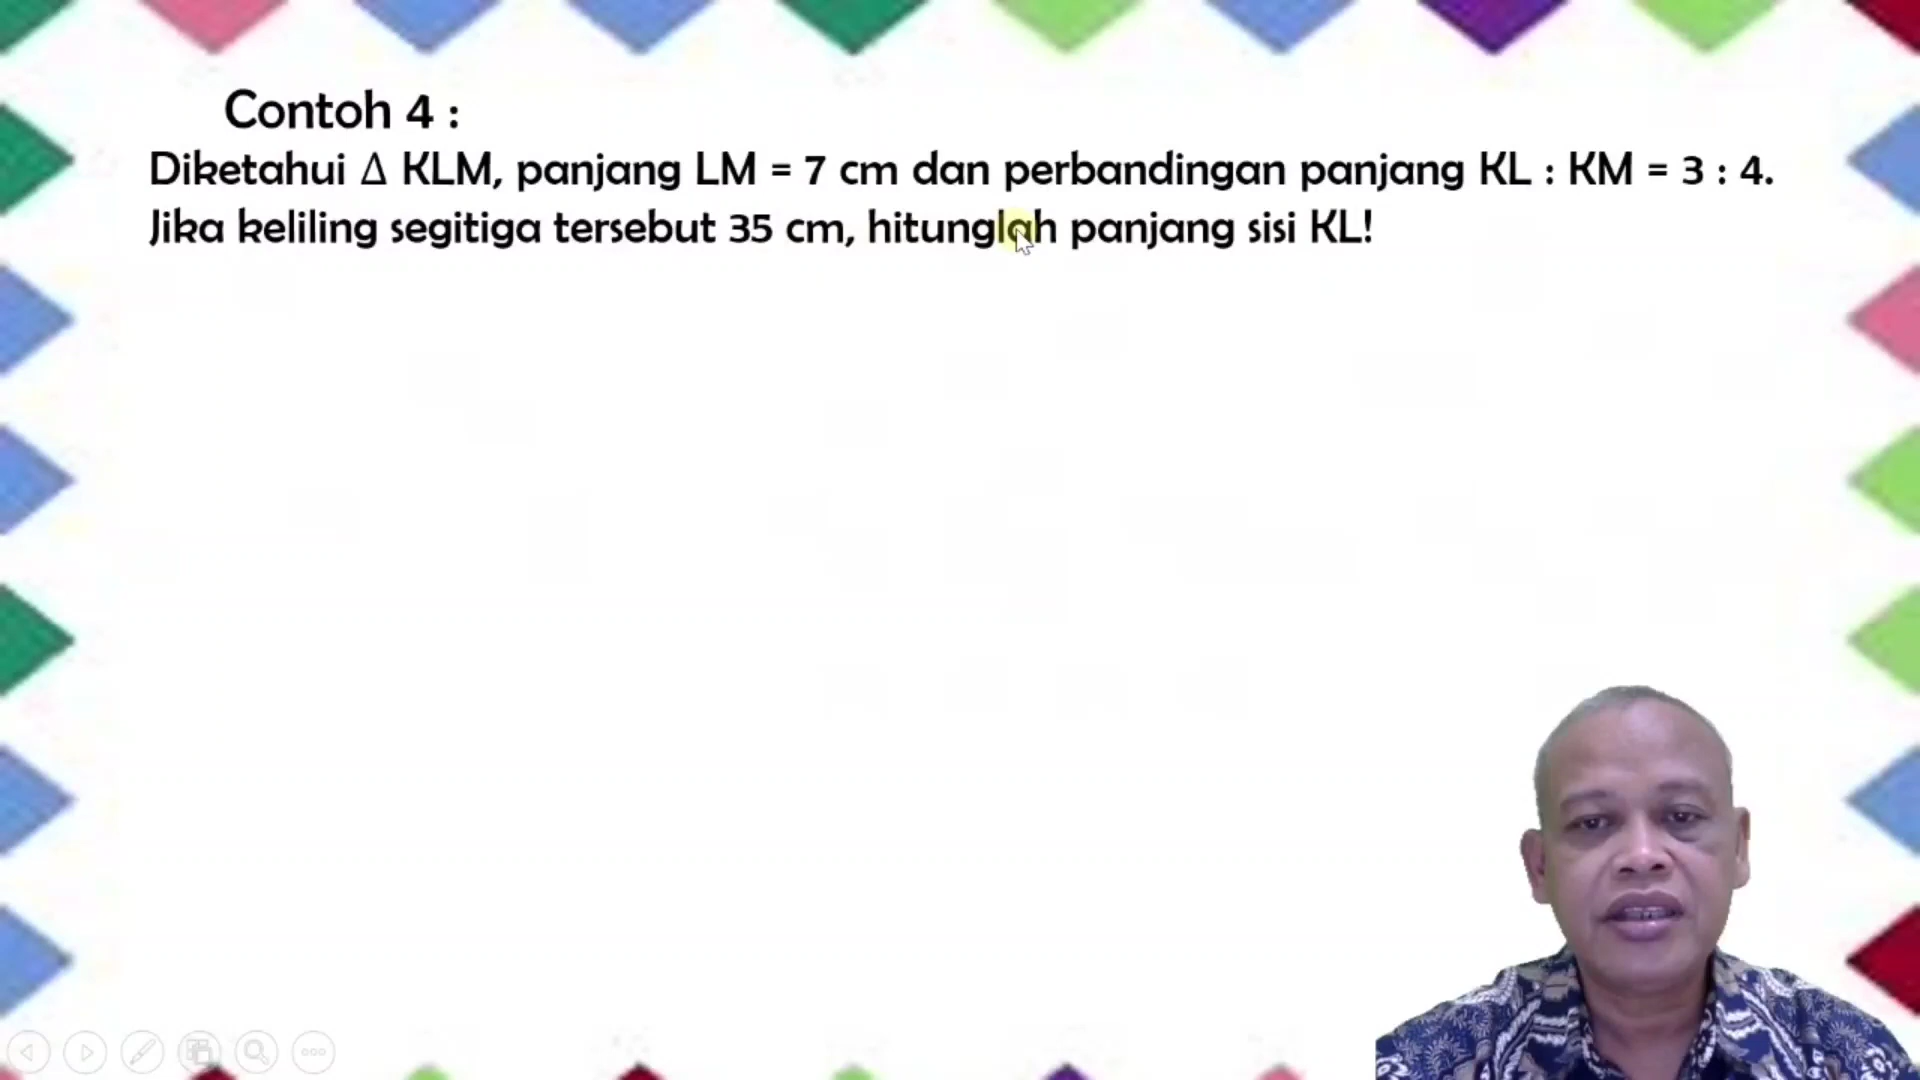 Contoh 4 :
Diketahui Δ KLM, panjang LM = 7 cm dan perbandingan panjang KL : KM = 3 : 4.
Jika keliling segitiga tersebut 35 cm, hitunglah panjang sisi KL!